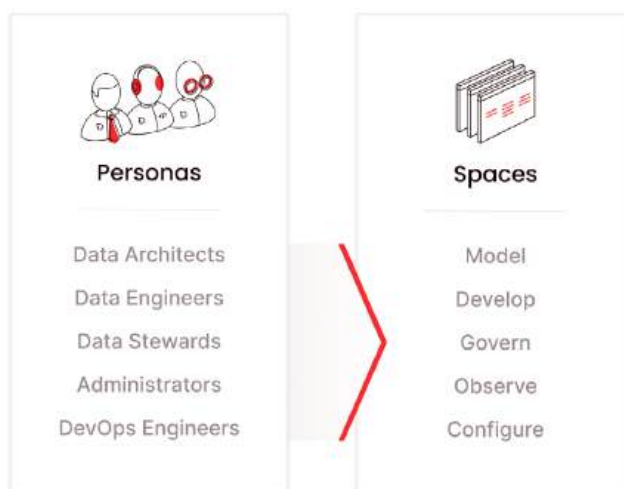 Personas
Data Architects
Data Engineers
Data Stewards
Administrators
DevOps Engineers
Spaces
Model
Develop
Govern
Observe
Configure